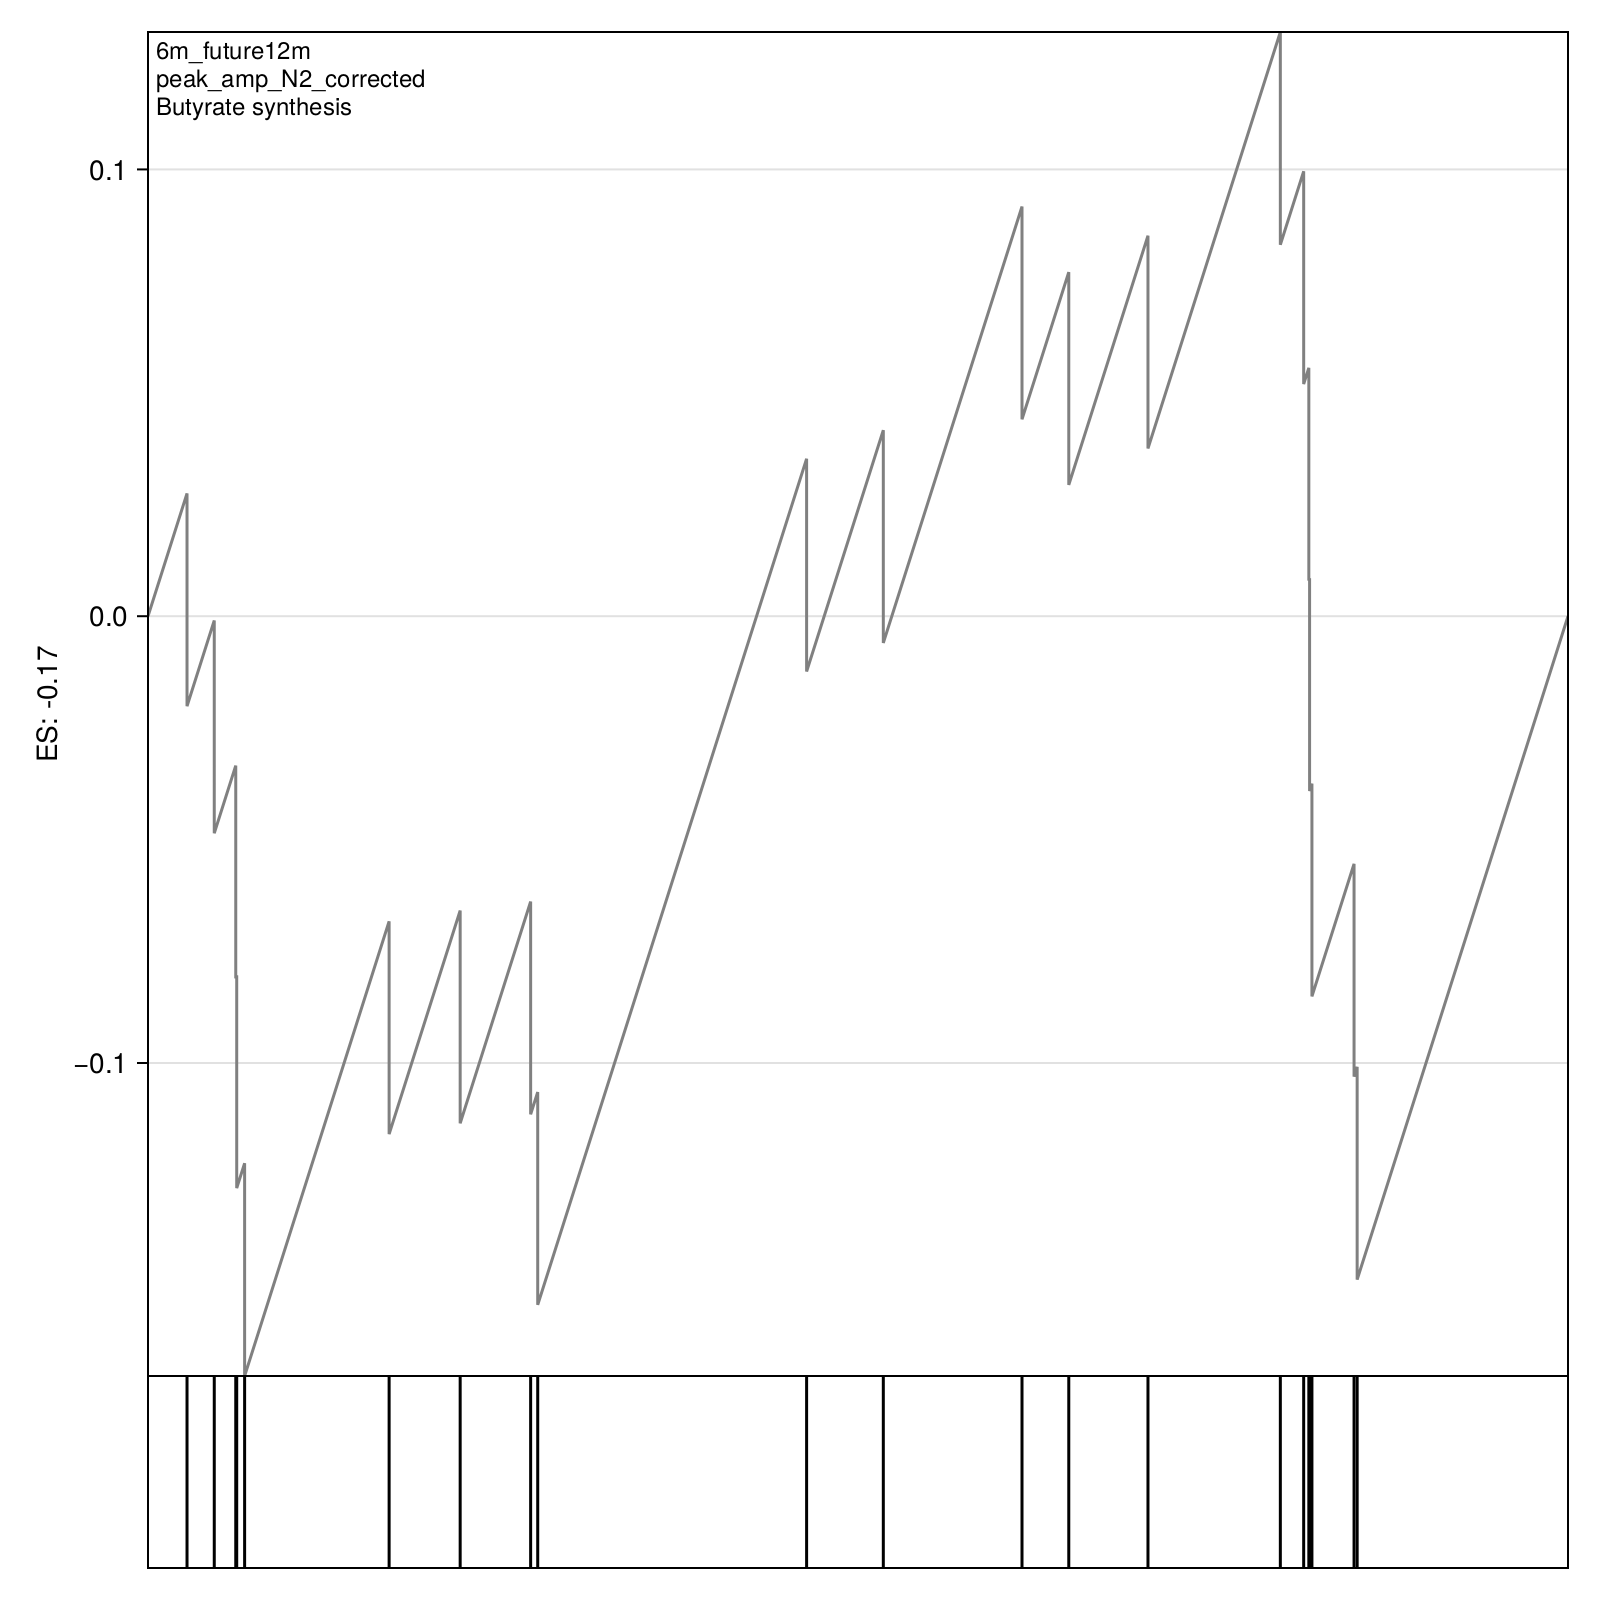 6m_future12m
peak_amp_N2_corrected
Butyrate synthesis
0.1
0.0
−0.1
ES: -0.17